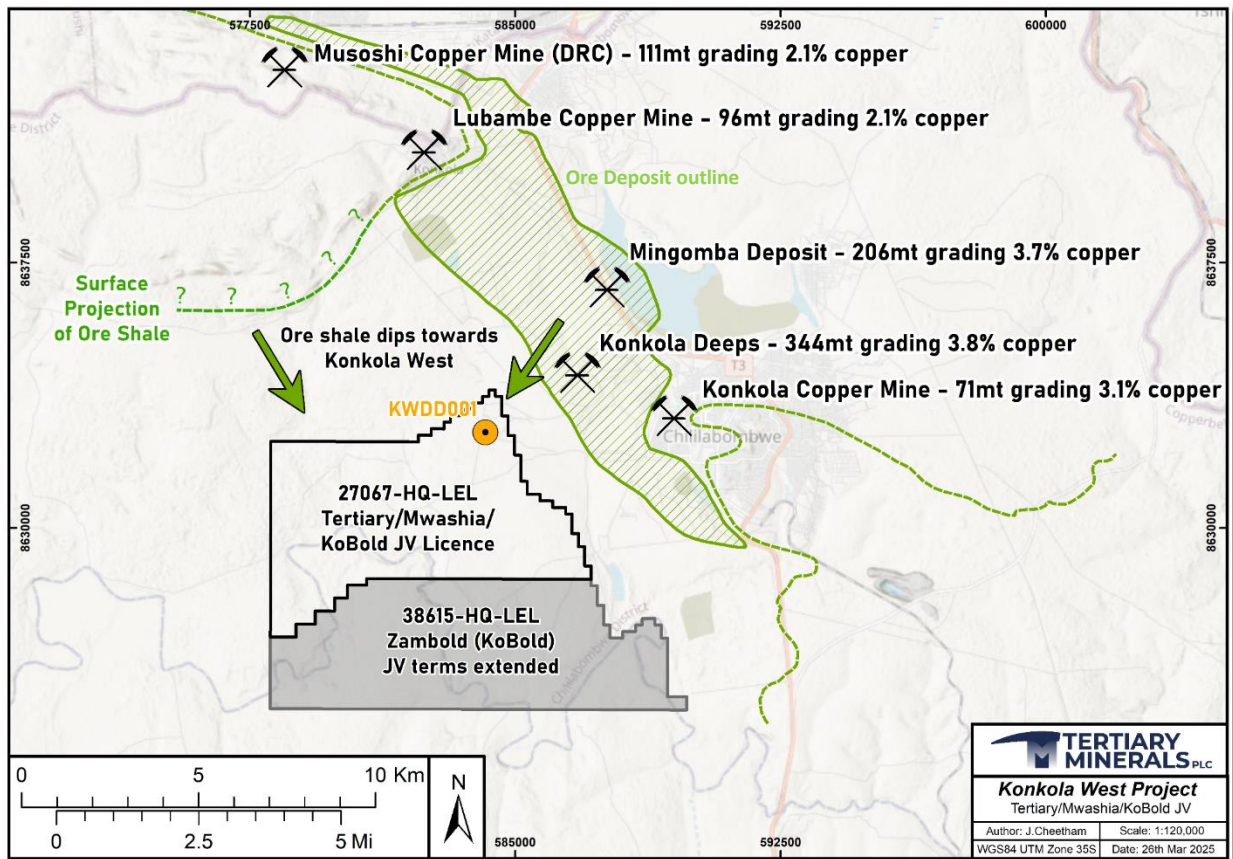 577500
585000
592500
600000
Musoshi Copper Mine (DRC) - 111mt grading 2.1% copper
Lubambe Copper Mine - 96mt grading 2.1% copper
Ore Deposit outline
Mingomba Deposit - 206mt grading 3.7% copper
8637500
8637500
Surface
Projection
of Ore Shale
? ? ? ? ?
Ore shale dips towards
Konkola West
Konkola Deeps - 344mt grading 3.8% copper
T3
Konkola Copper Mine - 71mt grading 3.1% copper
KWDD001
Chililabombwe
27067-HQ-LEL
Tertiary/Mwashia/
KoBold JV Licence
8630000
8630000
38615-HQ-LEL
Zambold (KoBold)
JV terms extended
Chililabombwe District
0 5 10 Km
0 2.5 5 Mi
N
585000
592500
TERTIARY
MINERALS PLC
Konkola West Project
Tertiary/Mwashia/KoBold JV
Author: J.Cheetham
Scale: 1:120,000
WGS84 UTM Zone 35S
Date: 26th Mar 2025